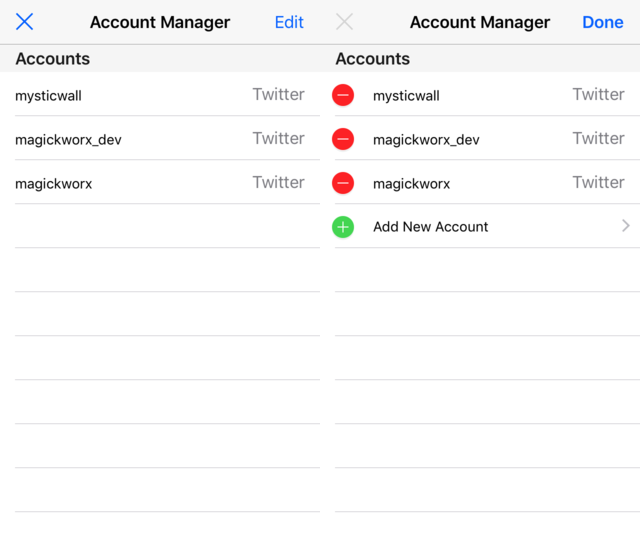 Account Manager Edit
Accounts
mysticwall Twitter
magickworx_dev Twitter
magickworx Twitter
Account Manager Done
Accounts
mysticwall Twitter
magickworx_dev Twitter
magickworx Twitter
Add New Account